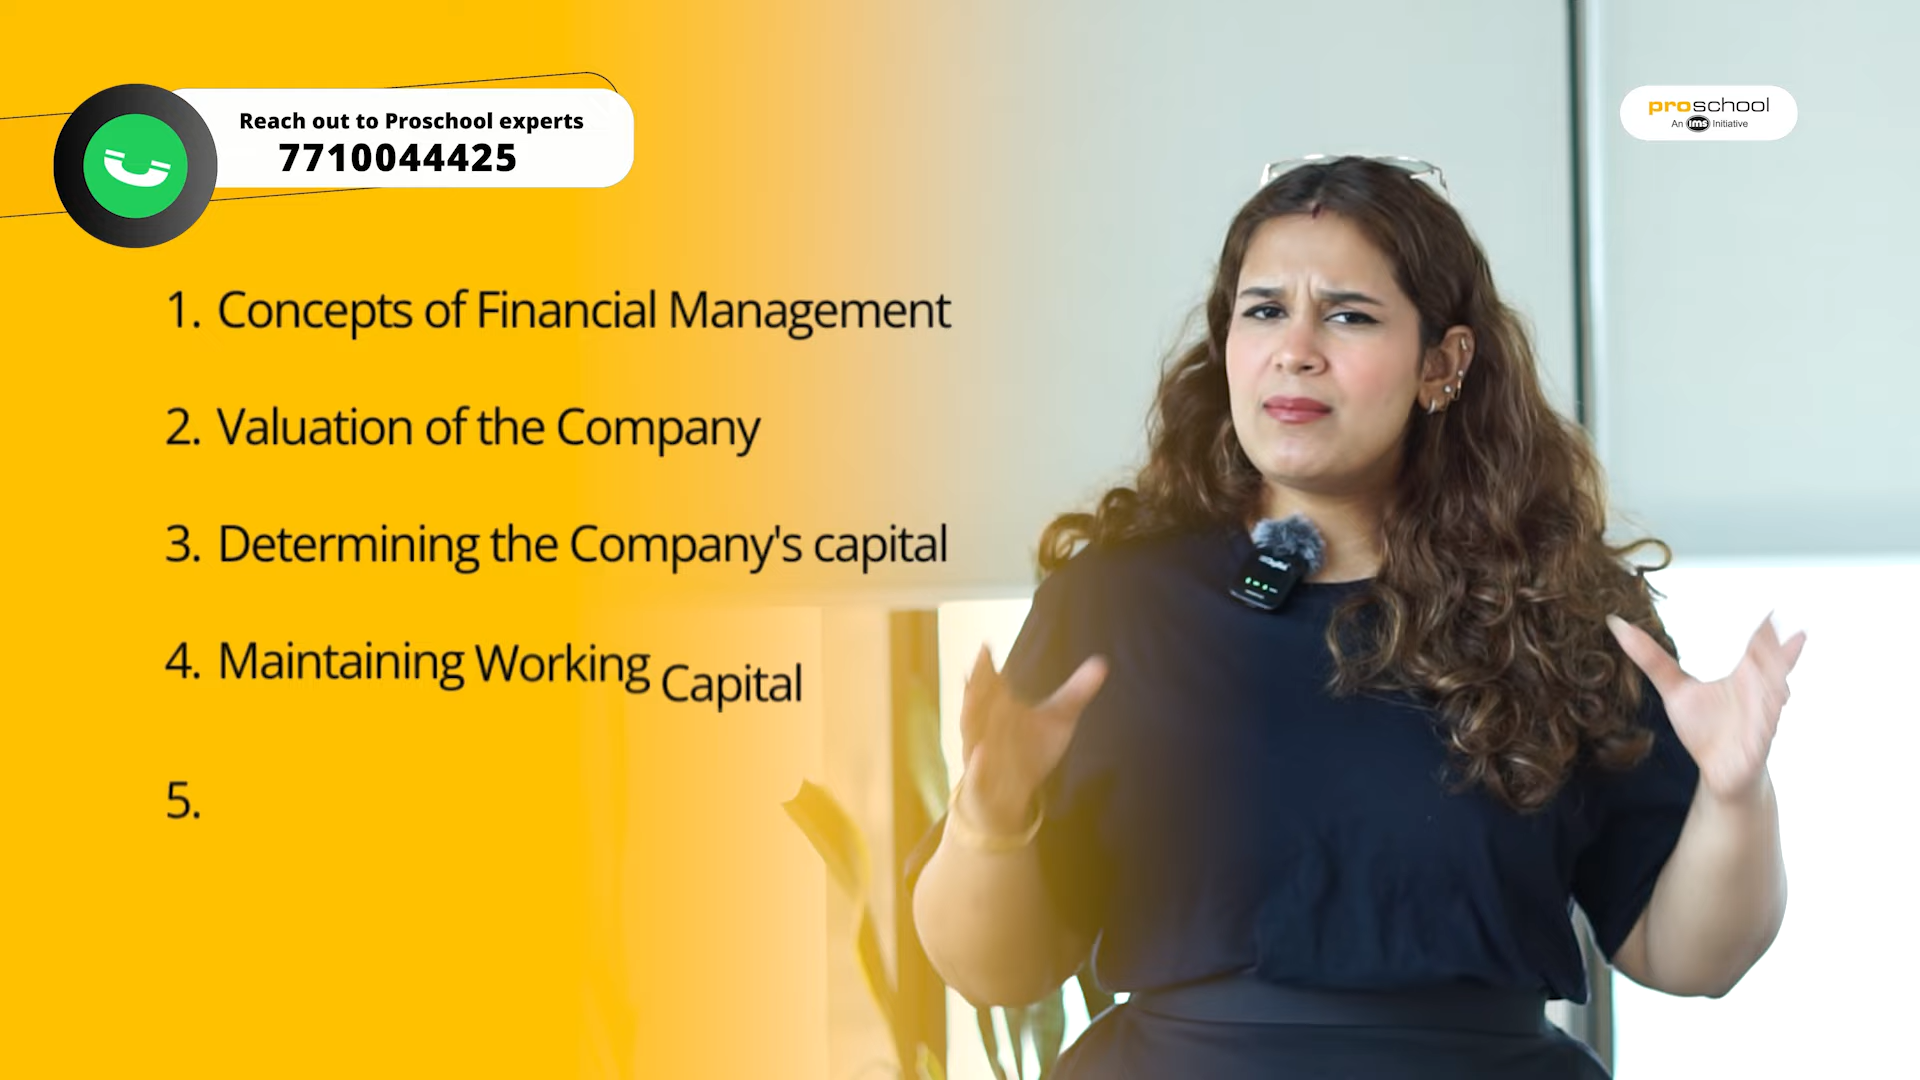 Reach out to Proschool experts
7710044425
proschool
An ims Initiative
1. Concepts of Financial Management
2. Valuation of the Company
3. Determining the Company's capital
4. Maintaining Working Capital
5.